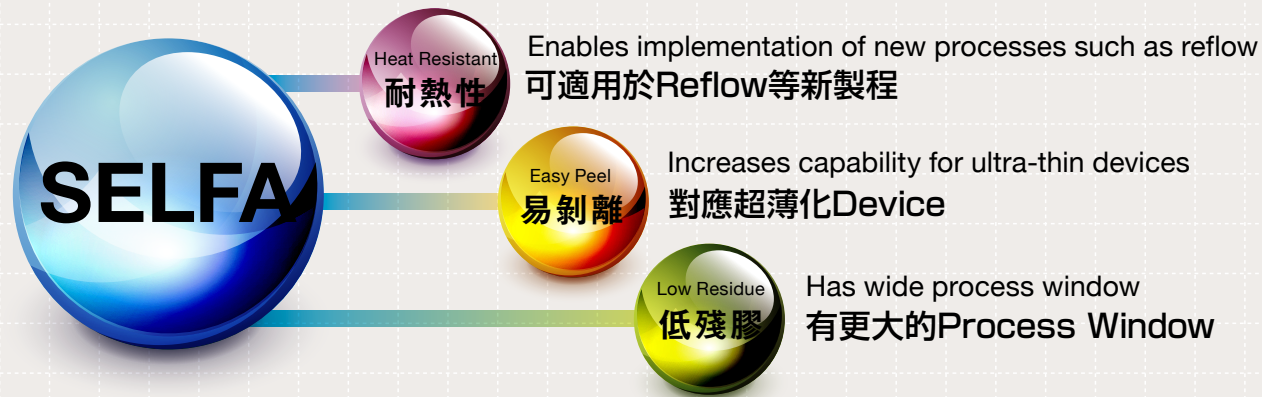 SELFA
Heat Resistant
耐熱性
Enables implementation of new processes such as reflow
可適用於Reflow等新製程
Easy Peel
易剝離
Increases capability for ultra-thin devices
對應超薄化Device
Low Residue
低殘膠
Has wide process window
有更大的Process Window